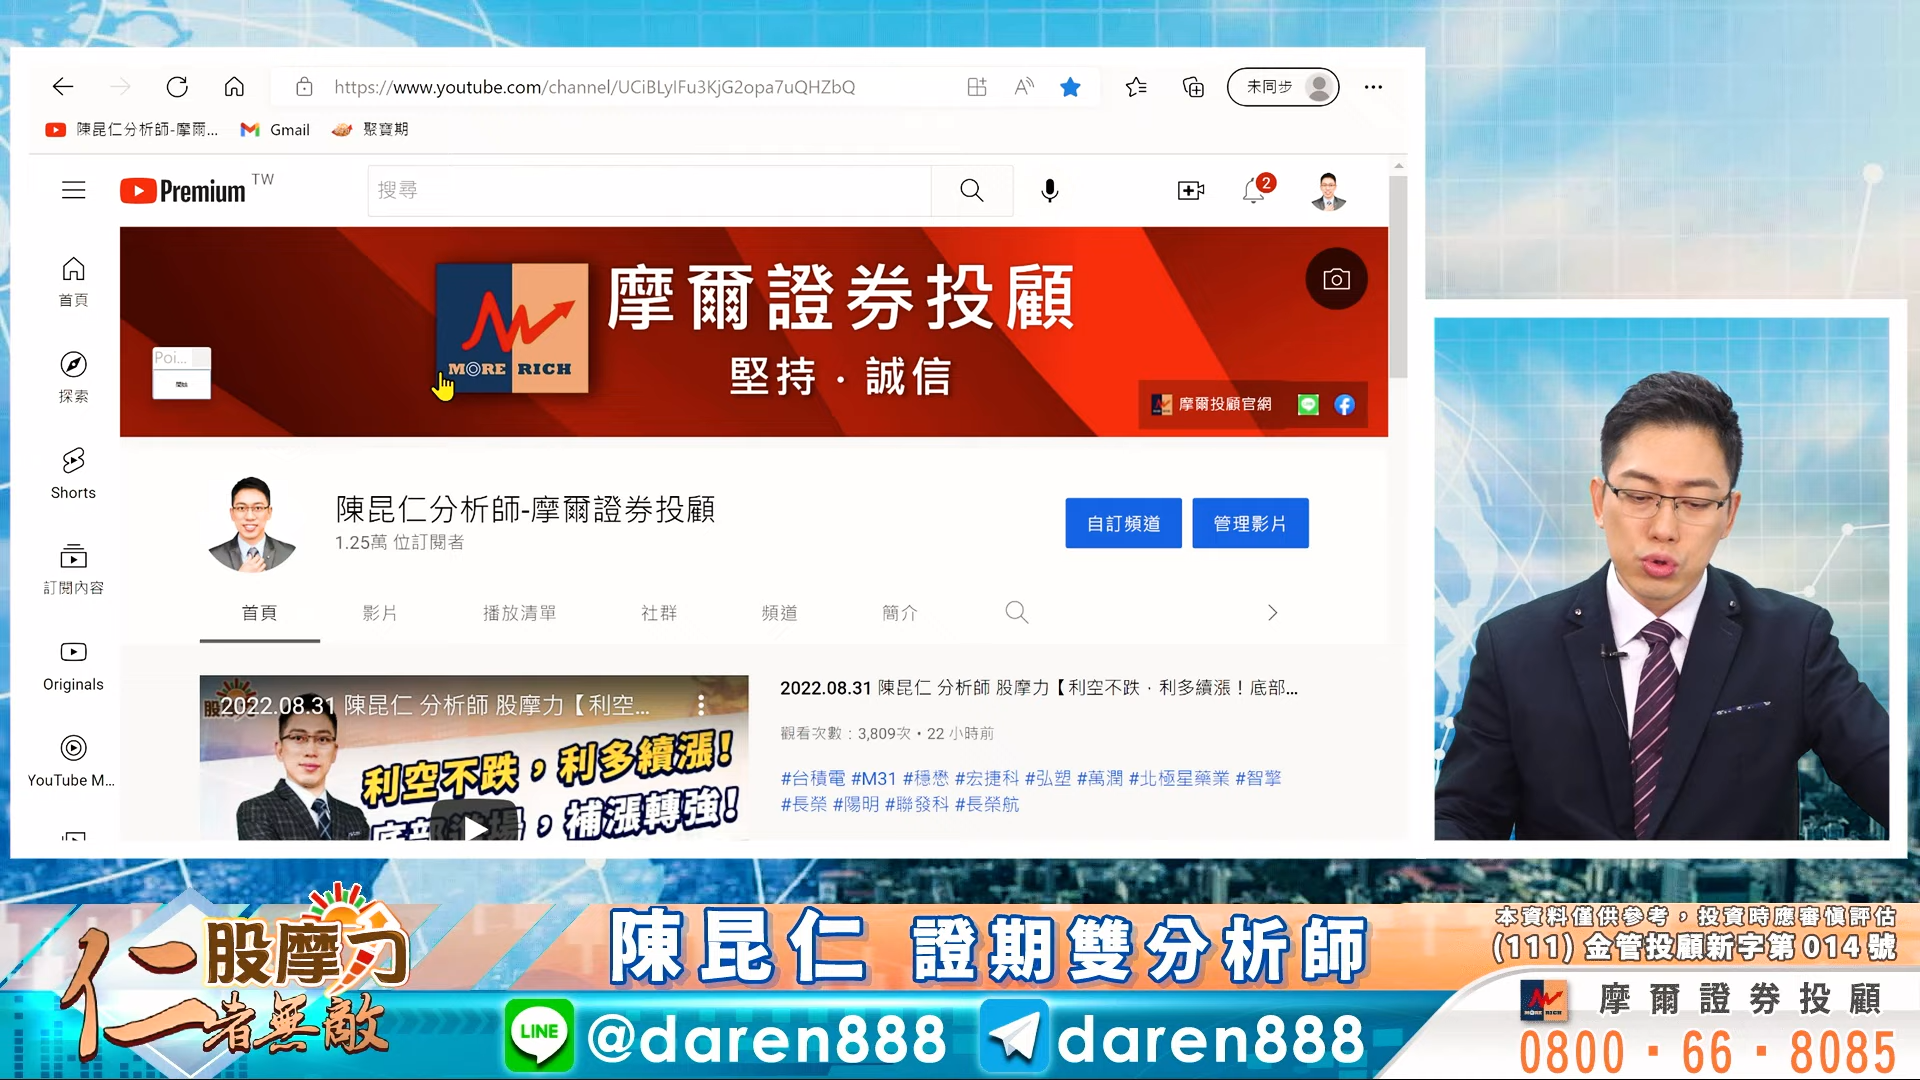 https://www.youtube.com/channel/UCiBLyIFu3KjG2opa7uQHZbQ
未同步
陳昆仁分析師-摩爾...
Gmail
聚寶期
Premium TW
搜尋
2
首頁
探索
Shorts
訂閱內容
Originals
YouTube M...
Poi...
開始
MORE RICH
摩爾證券投顧
堅持．誠信
摩爾投顧官網
陳昆仁分析師-摩爾證券投顧
1.25萬 位訂閱者
自訂頻道
管理影片
首頁
影片
播放清單
社群
頻道
簡介
2022.08.31 陳昆仁 分析師 股摩力【利空...
利空不跌，利多續漲!
，補漲轉強!
2022.08.31 陳昆仁 分析師 股摩力【利空不跌．利多續漲！底部...
觀看次數：3,809次・22 小時前
#台積電 #M31 #穩懋 #宏捷科 #弘塑 #萬潤 #北極星藥業 #智擎
#長榮 #陽明 #聯發科 #長榮航
股摩力
仁者無敵
陳昆仁 證期雙分析師
LINE @daren888
daren888
本資料僅供參考，投資時應審慎評估
(111) 金管投顧新字第 014 號
摩爾證券投顧
0800・66・8085